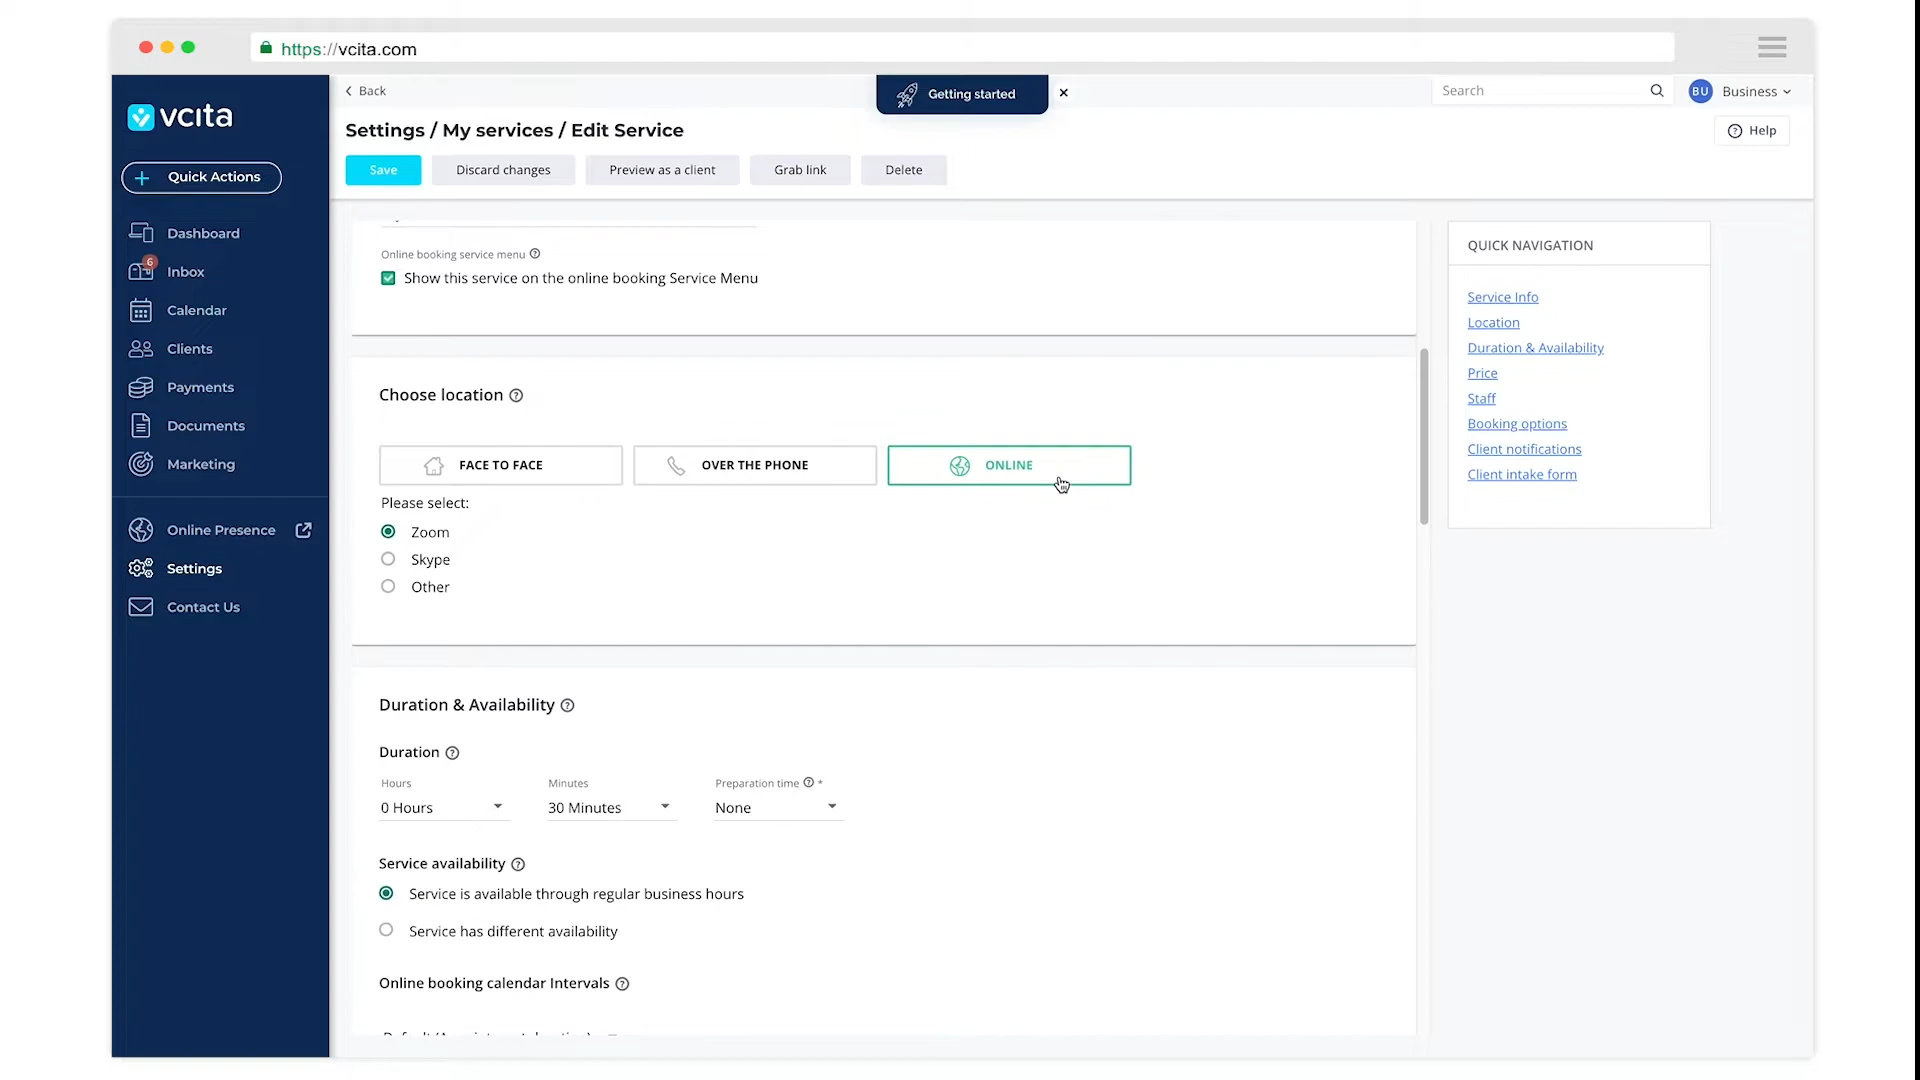 https://vcita.com
vcita
Quick Actions
Dashboard
6
Inbox
Calendar
Clients
Payments
Documents
Marketing
Online Presence
Settings
Contact Us
Back
Getting started
Search
BU
Business
Settings / My services / Edit Service
Help
Save
Discard changes
Preview as a client
Grab link
Delete
Online booking service menu
Show this service on the online booking Service Menu
Choose location
FACE TO FACE
OVER THE PHONE
ONLINE
Please select:
Zoom
Skype
Other
Duration & Availability
Duration
Hours
Minutes
Preparation time *
0 Hours
30 Minutes
None
Service availability
Service is available through regular business hours
Service has different availability
Online booking calendar Intervals
QUICK NAVIGATION
Service Info
Location
Duration & Availability
Price
Staff
Booking options
Client notifications
Client intake form